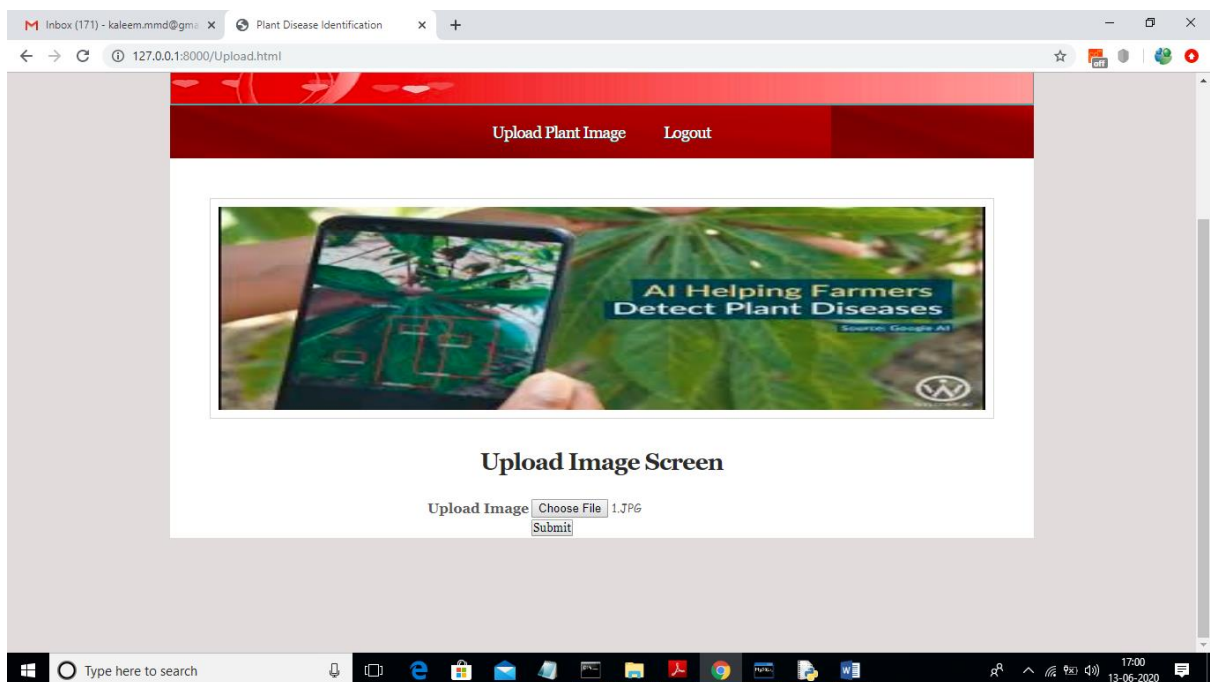 Inbox (171) - kaleem.mmd@gma
Plant Disease Identification
127.0.0.1:8000/Upload.html
off
Upload Plant Image Logout
AI Helping Farmers
Detect Plant Diseases
Source: Google AI
Upload Image Screen
Upload Image Choose File 1.JPG
Submit
Type here to search
17:00
13-06-2020